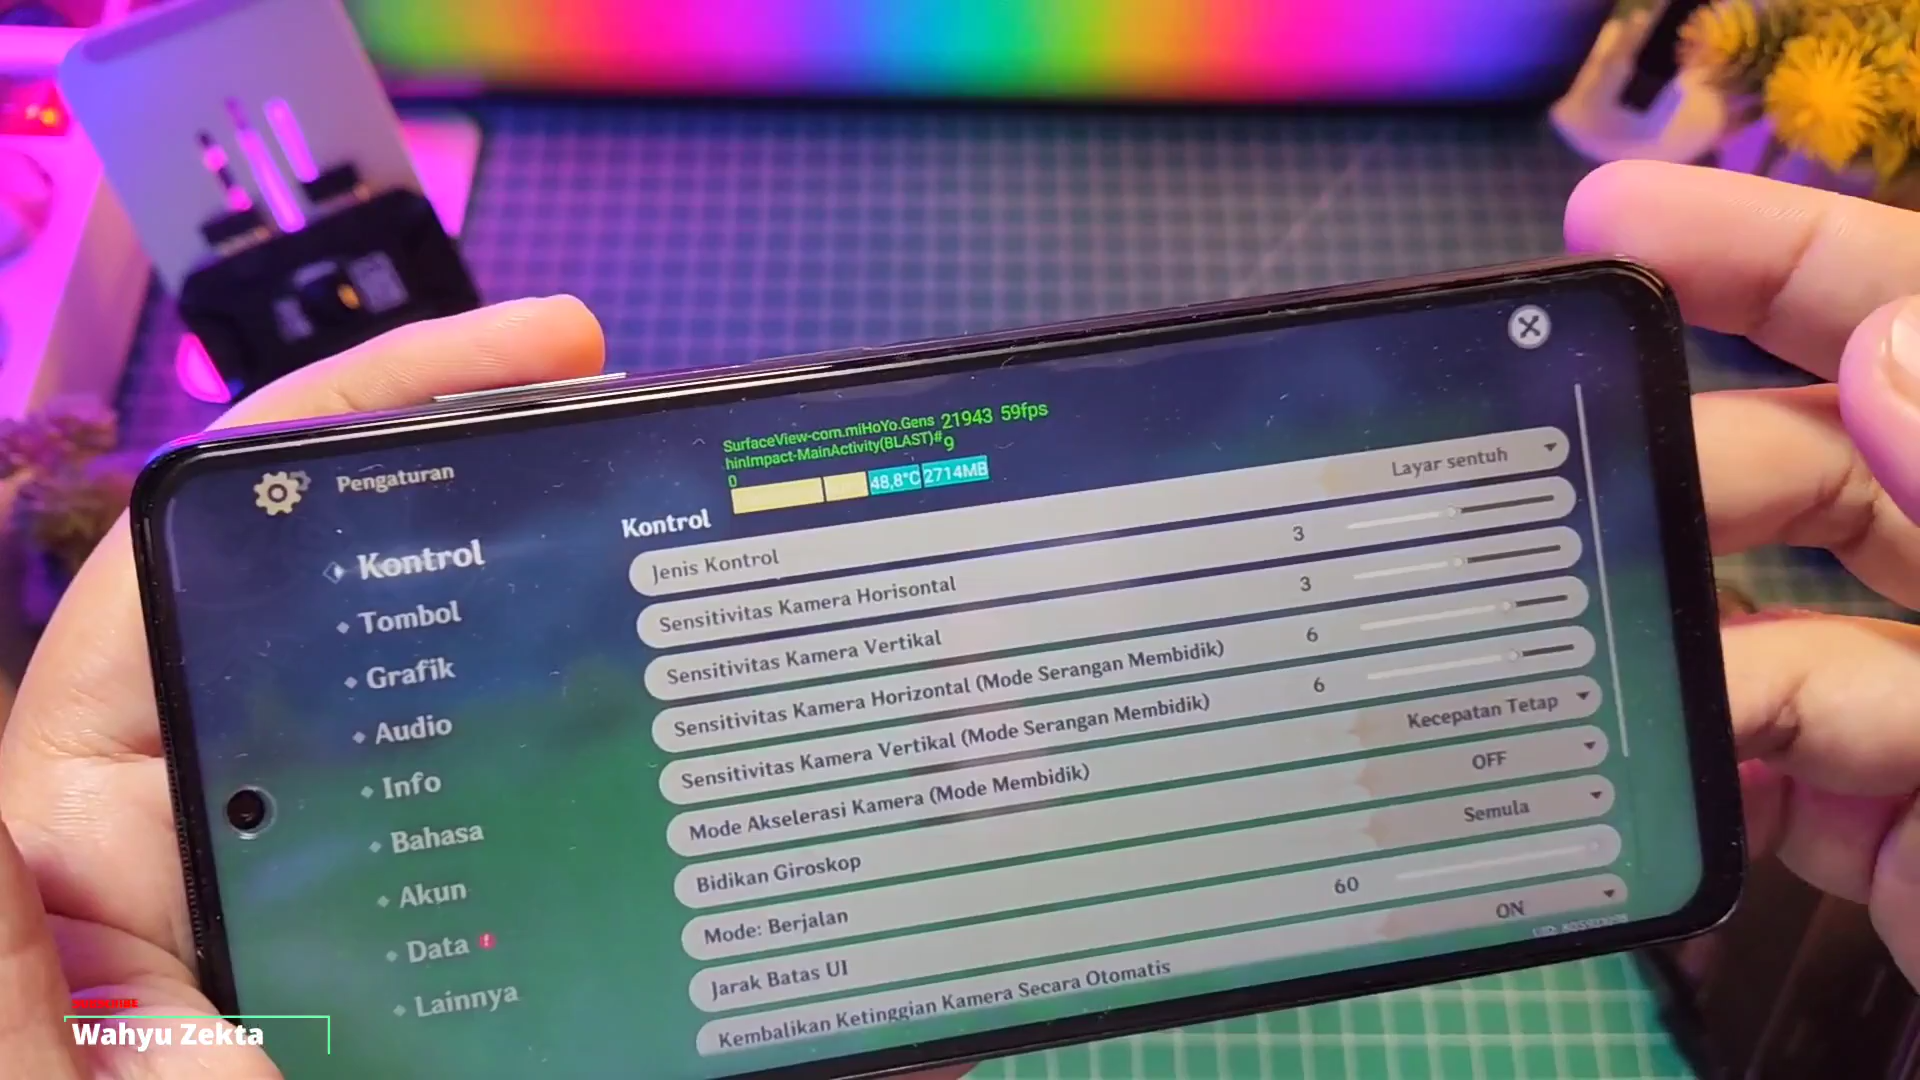 SurfaceView-com.miHoYo.Gens 21943 59fps
hinImpact-MainActivity(BLAST)#9
0
48,8°C 2714MB
Pengaturan
Kontrol
Tombol
Grafik
Audio
Info
Bahasa
Akun
Data
Lainnya
Kontrol
Jenis Kontrol Layar sentuh
Sensitivitas Kamera Horisontal 3
Sensitivitas Kamera Vertikal 3
Sensitivitas Kamera Horizontal (Mode Serangan Membidik) 6
Sensitivitas Kamera Vertikal (Mode Serangan Membidik) 6
Mode Akselerasi Kamera (Mode Membidik) Kecepatan Tetap
Bidikan Giroskop OFF
Mode: Berjalan Semula
Jarak Batas UI 60
Kembalikan Ketinggian Kamera Secara Otomatis ON
SUBSCRIBE
Wahyu Zekta